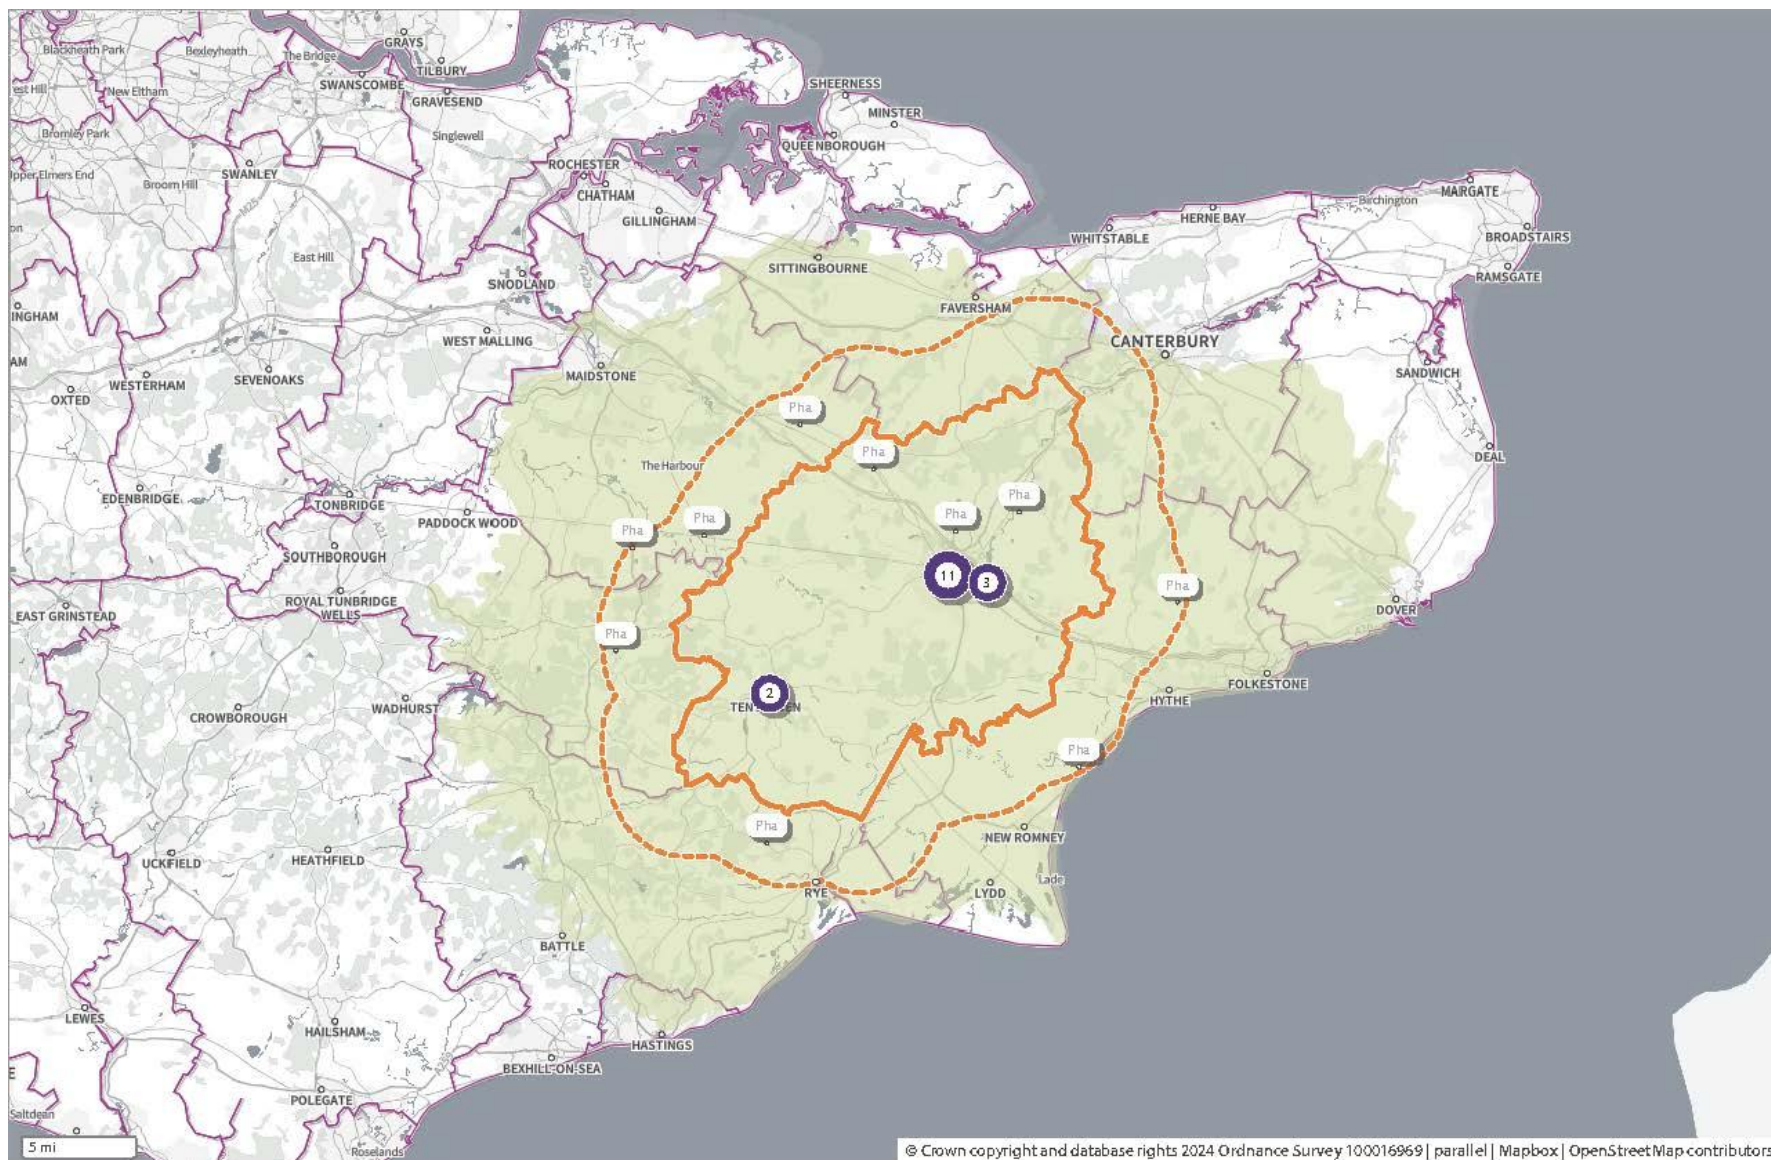 Blackheath Park
Bexleyheath
The Bridge
GRAYS
TILBURY
SWANSCOMBE
GRAVESEND
est Hill
New Eltham
Bromley Park
Singlewell
Upper Elmers End
Broom Hill
SWANLEY
M25
SHEERNESS
MINSTER
QUEENBOROUGH
ROCHESTER
CHATHAM
GILLINGHAM
MARGATE
Birchington
HERNE BAY
BROADSTAIRS
WHITSTABLE
RAMSGATE
on
East Hill
SNODLAND
A229
SITTINGBOURNE
FAVERSHAM
INGHAM
WEST MALLING
CANTERBURY
AM
WESTERHAM
SEVENOAKS
MAIDSTONE
SANDWICH
OXTED
Pha
The Harbour
Pha
DEAL
EDENBRIDGE
TONBRIDGE
PADDOCK WOOD
Pha
Pha
Pha
Pha
SOUTHBOROUGH
11
3
Pha
EAST GRINSTEAD
ROYAL TUNBRIDGE
WELLS
DOVER
Pha
2
FOLKESTONE
HYTHE
CROWBOROUGH
WADHURST
Pha
Pha
NEW ROMNEY
UCKFIELD
HEATHFIELD
RYE
LYDD
Lade
BATTLE
LEWES
HAILSHAM
HASTINGS
BEXHILL-ON-SEA
E
POLEGATE
Saltdean
5 mi
Roselands
© Crown copyright and database rights 2024 Ordnance Survey 100016969 | parallel | Mapbox | OpenStreetMap contributors